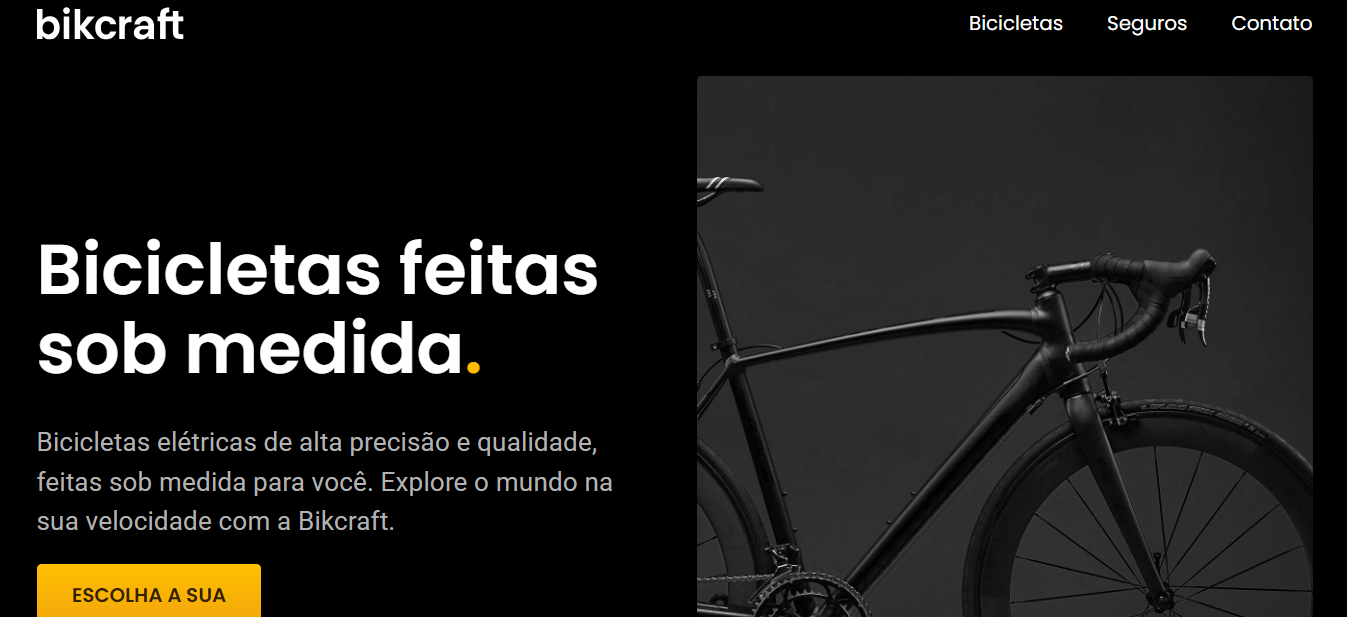 bikcraft
Bicicletas Seguros Contato
Bicicletas feitas
sob medida.
Bicicletas elétricas de alta precisão e qualidade,
feitas sob medida para você. Explore o mundo na
sua velocidade com a Bikcraft.
ESCOLHA A SUA